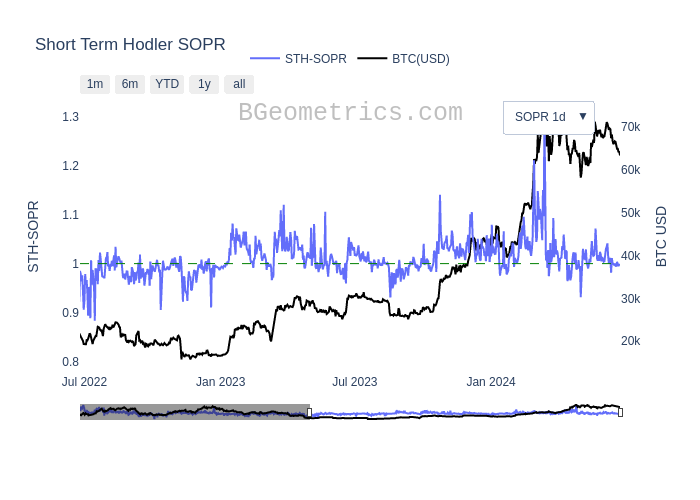 Short Term Hodler SOPR
STH-SOPR
BTC(USD)
1m 6m YTD 1y all
BGeometrics.com
SOPR 1d ▼
1.3
1.2
1.1
1
0.9
0.8
STH-SOPR
70k
60k
50k
40k
30k
20k
BTC USD
Jul 2022 Jan 2023 Jul 2023 Jan 2024